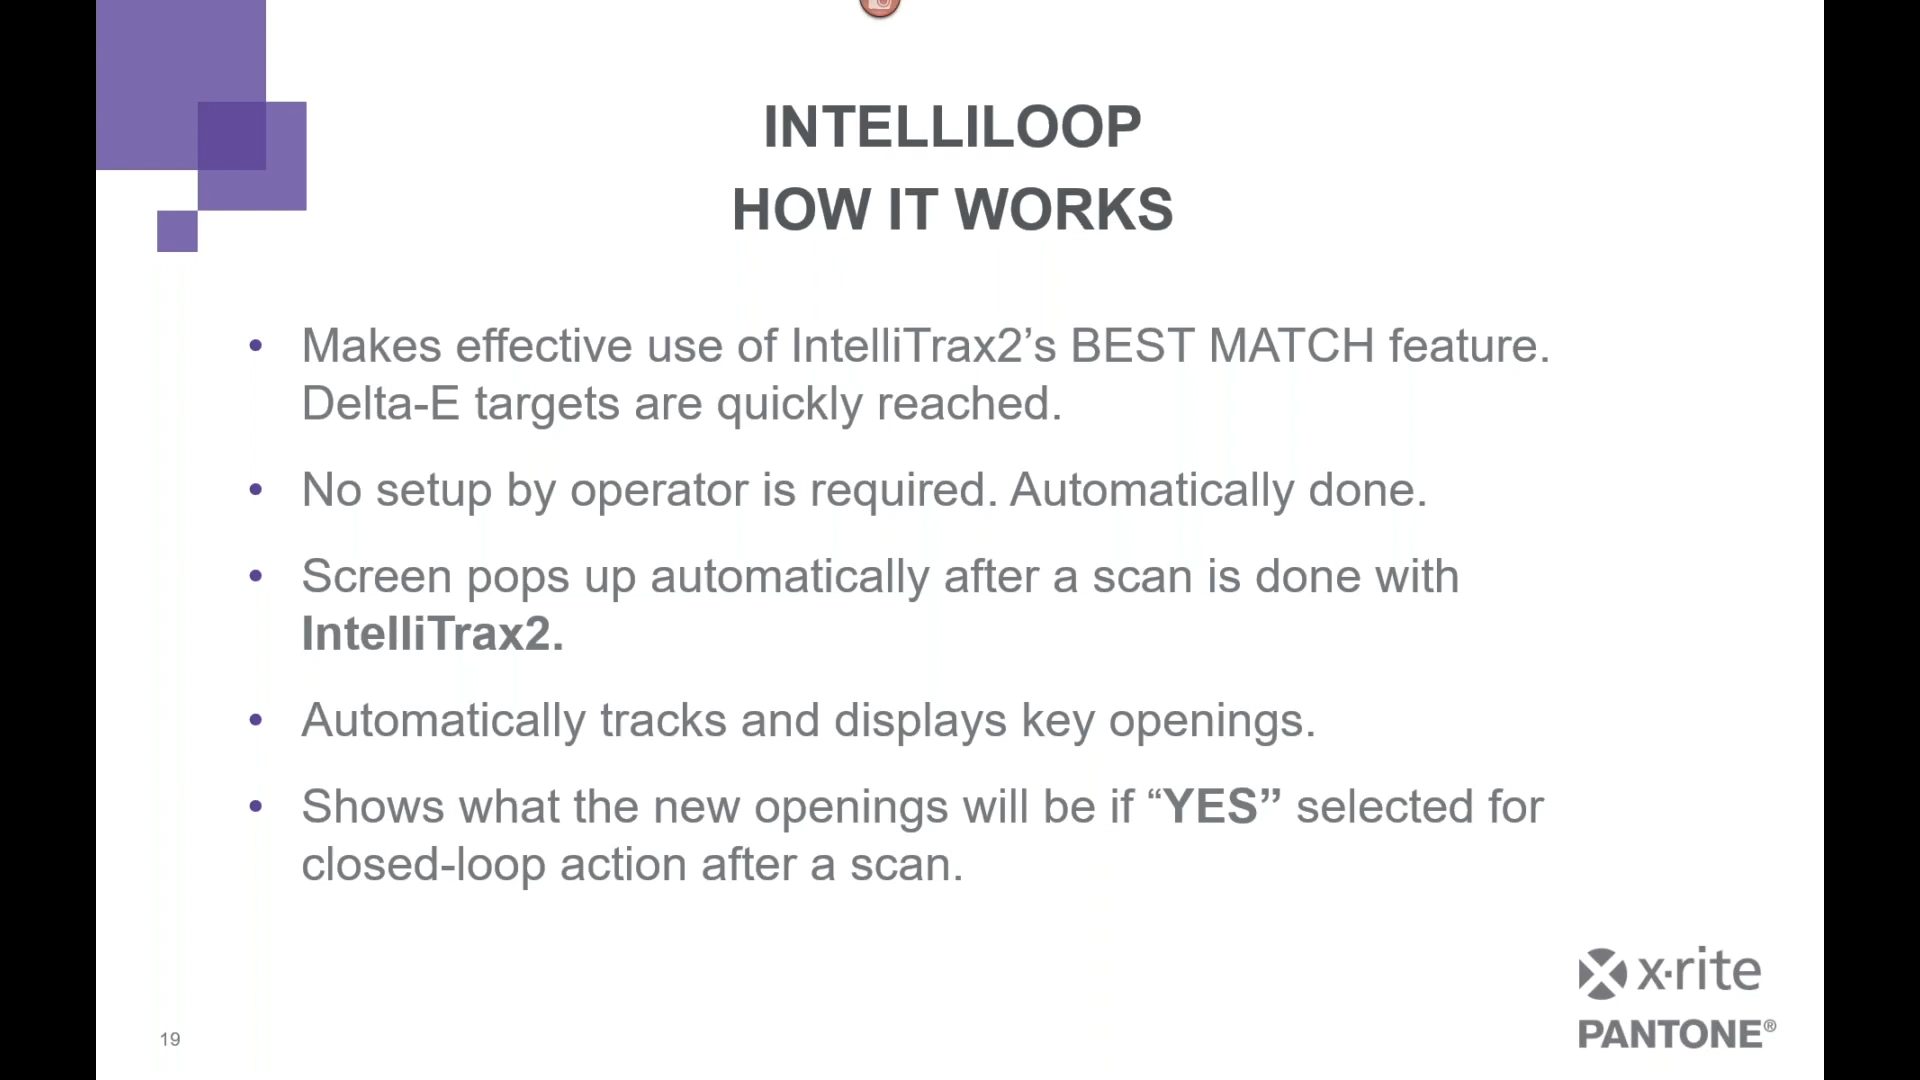 INTELLILOOP
HOW IT WORKS
• Makes effective use of IntelliTrax2’s BEST MATCH feature.
Delta-E targets are quickly reached.
• No setup by operator is required. Automatically done.
• Screen pops up automatically after a scan is done with
IntelliTrax2.
• Automatically tracks and displays key openings.
• Shows what the new openings will be if “YES” selected for
closed-loop action after a scan.
x·rite
PANTONE®
19